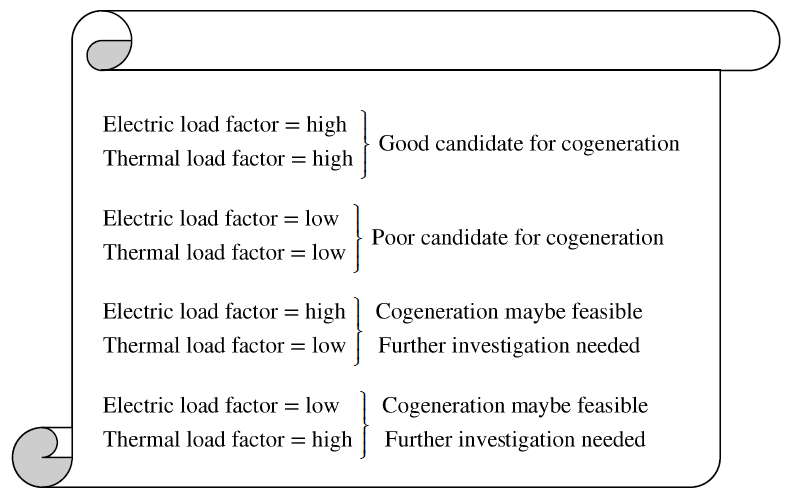 Electric load factor = high
Thermal load factor = high
Good candidate for cogeneration
Electric load factor = low
Thermal load factor = low
Poor candidate for cogeneration
Electric load factor = high
Thermal load factor = low
Cogeneration maybe feasible
Further investigation needed
Electric load factor = low
Thermal load factor = high
Cogeneration maybe feasible
Further investigation needed